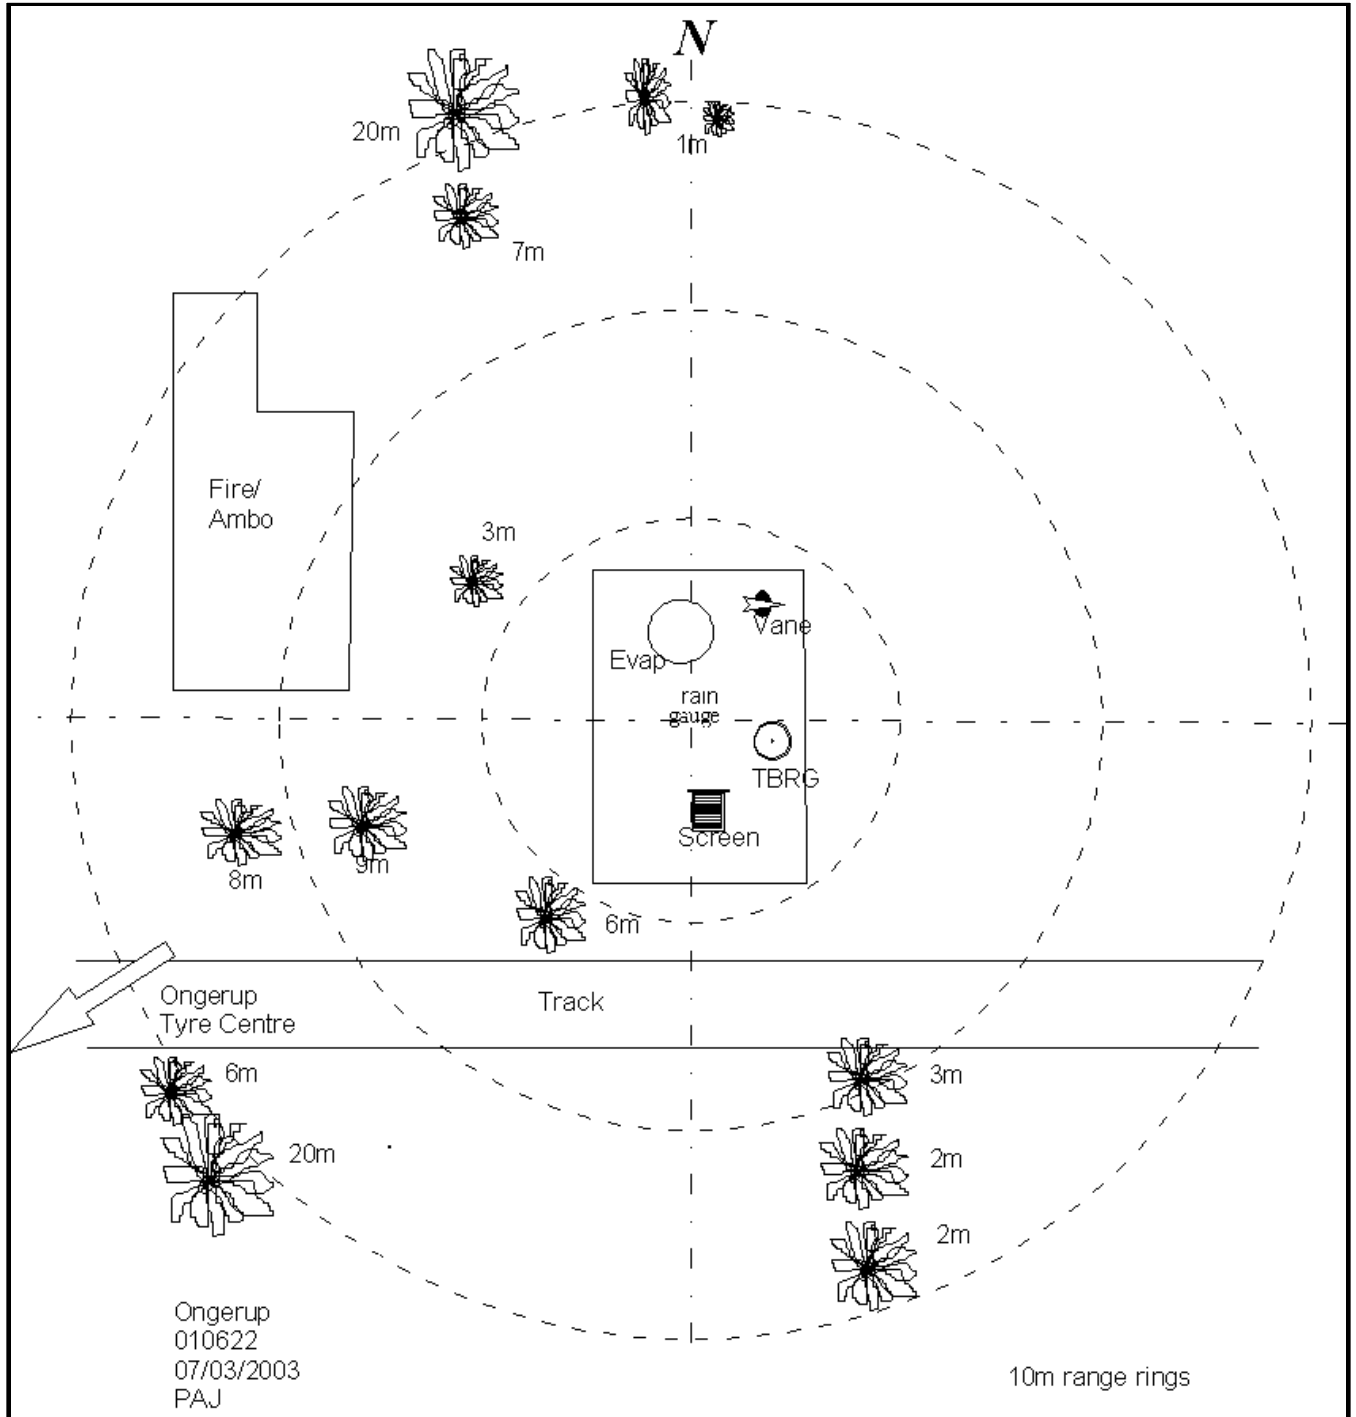 N
20m
1m
7m
Fire/
Ambo
3m
Vane
Evap
rain
gauge
TBRG
Screen
8m
9m
6m
Ongerup
Tyre Centre
Track
6m
3m
20m
2m
2m
Ongerup
010622
07/03/2003
PAJ
10m range rings